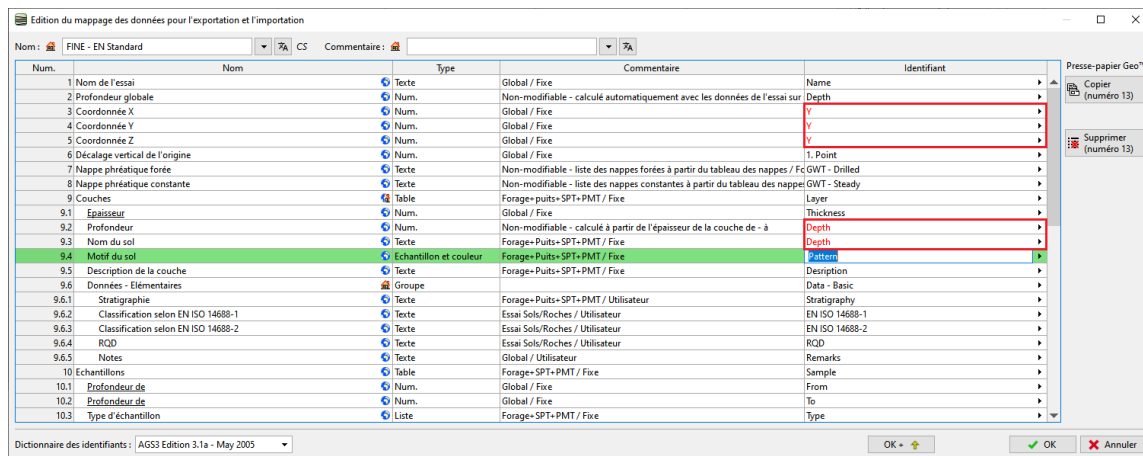 Edition du mappage des données pour l'exportation et l'importation
Nom : FINE - EN Standard CS Commentaire :
Num. Nom Type Commentaire Identifiant
1 Nom de l'essai Texte Global / Fixe Name
2 Profondeur globale Num. Non-modifiable - calculé automatiquement avec les données de l'essai sur Depth
3 Coordonnée X Num. Global / Fixe Y
4 Coordonnée Y Num. Global / Fixe Y
5 Coordonnée Z Num. Global / Fixe Y
6 Décalage vertical de l'origine Num. Global / Fixe 1. Point
7 Nappe phréatique forée Texte Non-modifiable - liste des nappes forées à partir du tableau des nappes / Fo GWT - Drilled
8 Nappe phréatique constante Texte Non-modifiable - liste des nappes constantes à partir du tableau des nappes GWT - Steady
9 Couches Table Forage+puits+SPT+PMT / Fixe Layer
9.1 Epaisseur Num. Global / Fixe Thickness
9.2 Profondeur Num. Non-modifiable - calculé à partir de l'épaisseur de la couche de - à Depth
9.3 Nom du sol Texte Forage+Puits+SPT+PMT / Fixe Depth
9.4 Motif du sol Echantillon et couleur Forage+Puits+SPT+PMT / Fixe Pattern
9.5 Description de la couche Texte Forage+Puits+SPT+PMT / Fixe Desription
9.6 Données - Elémentaires Groupe Data - Basic
9.6.1 Stratigraphie Texte Forage+Puits+SPT+PMT / Utilisateur Stratigraphy
9.6.2 Classification selon EN ISO 14688-1 Texte Essai Sols/Roches / Utilisateur EN ISO 14688-1
9.6.3 Classification selon EN ISO 14688-2 Texte Essai Sols/Roches / Utilisateur EN ISO 14688-2
9.6.4 RQD Texte Essai Sols/Roches / Utilisateur RQD
9.6.5 Notes Texte Global / Utilisateur Remarks
10 Echantillons Table Forage+SPT+PMT / Fixe Sample
10.1 Profondeur de Num. Global / Fixe From
10.2 Profondeur de Num. Global / Fixe To
10.3 Type d'échantillon Liste Forage+SPT+PMT / Fixe Type
Presse-papier Geo™
Copier
(numéro 13)
Supprimer
(numéro 13)
Dictionnaire des identifiants : AGS3 Edition 3.1a - May 2005 OK + OK Annuler